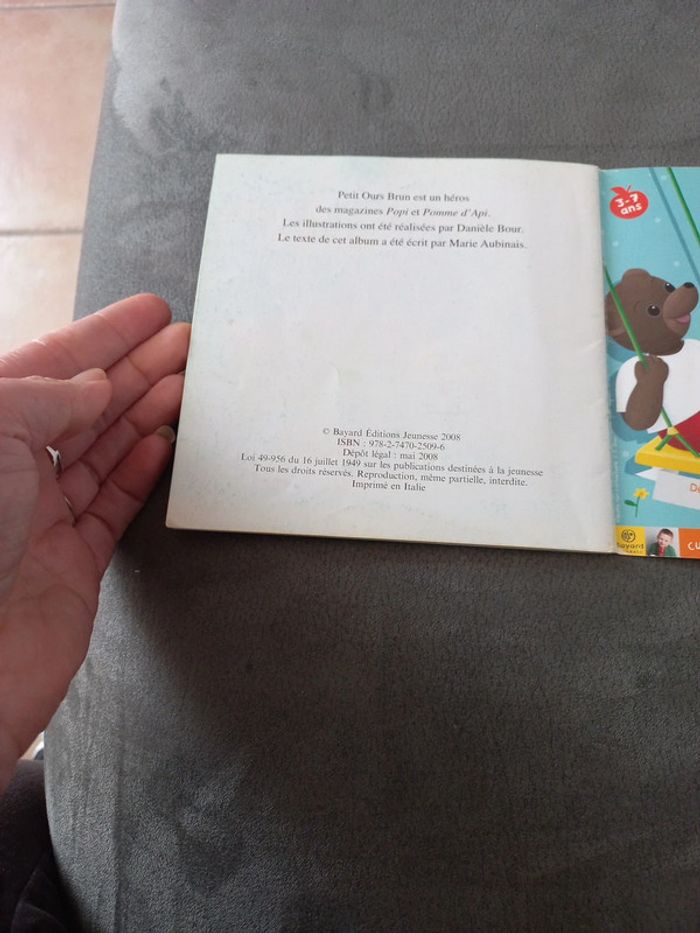 Petit Ours Brun est un héros
des magazines Popi et Pomme d'Api.
Les illustrations ont été réalisées par Danièle Bour.
Le texte de cet album a été écrit par Marie Aubinais.
© Bayard Éditions Jeunesse 2008
ISBN : 978-2-7470-2509-6
Dépôt légal : mai 2008
Loi 49-956 du 16 juillet 1949 sur les publications destinées à la jeunesse
Tous les droits réservés. Reproduction, même partielle, interdite.
Imprimé en Italie
3-7
ans
bayard